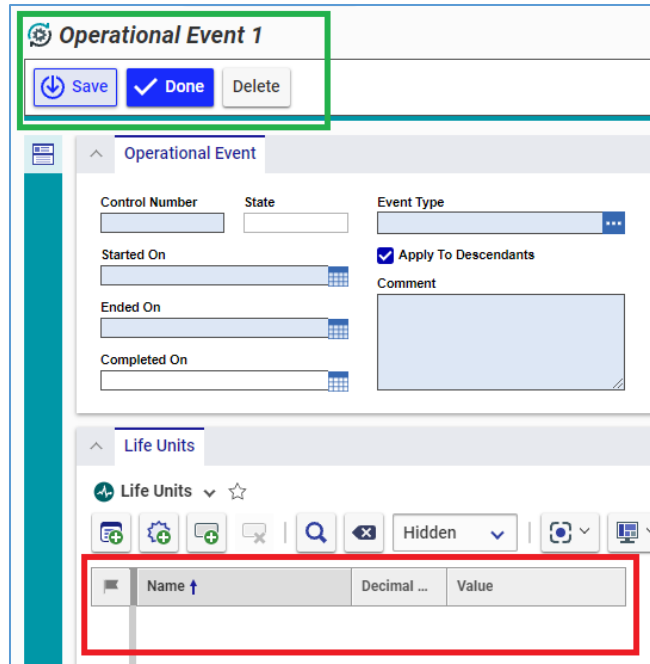 Operational Event 1
Save Done Delete
Operational Event
Control Number State Event Type
Started On Apply To Descendants
Comment
Ended On
Completed On
Life Units
Life Units
Hidden
Name Decimal ... Value